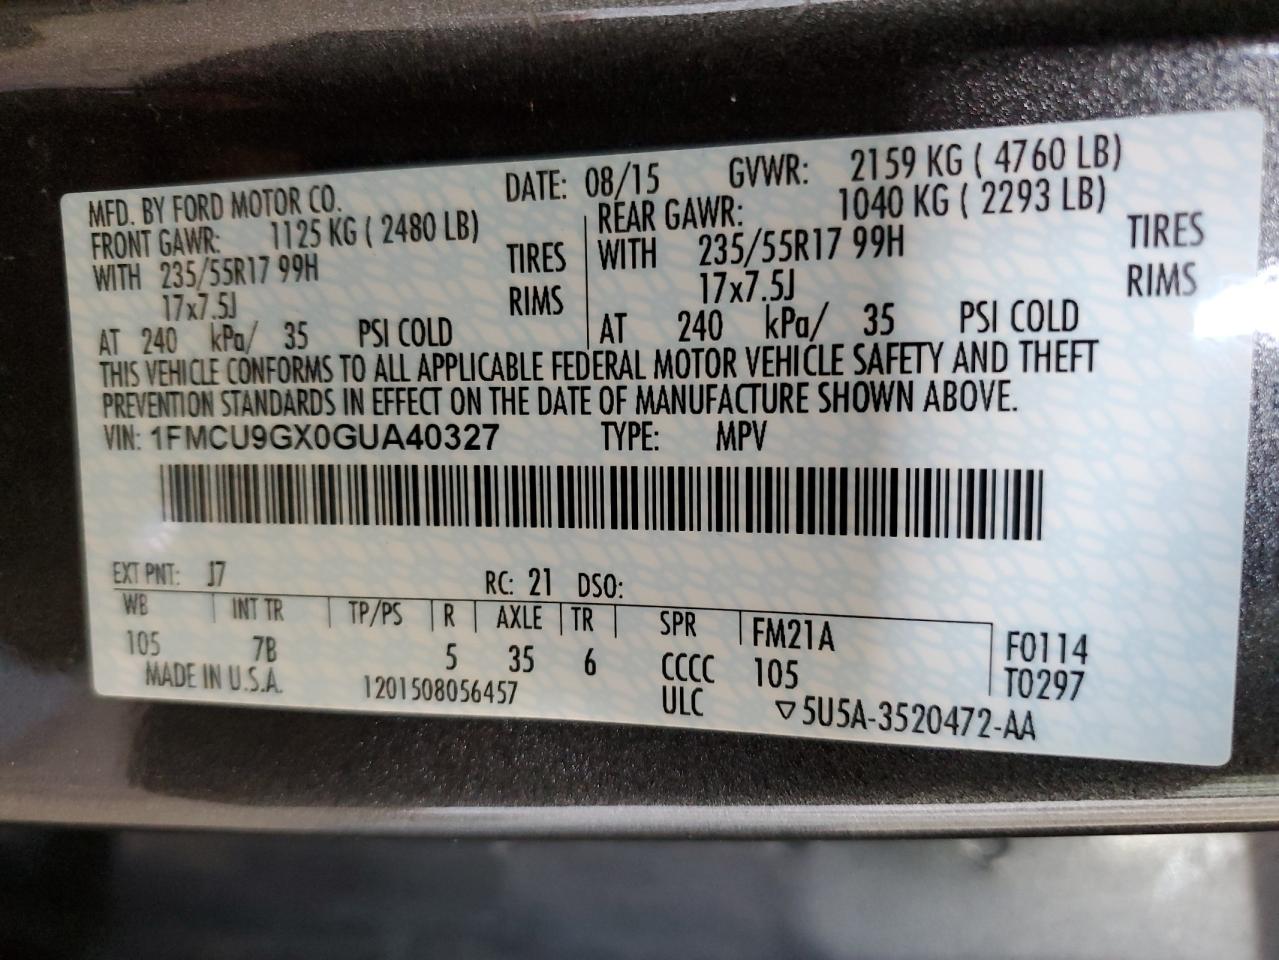 MFD. BY FORD MOTOR CO. DATE: 08/15 GVWR: 2159 KG ( 4760 LB)
FRONT GAWR: 1125 KG ( 2480 LB)
WITH 235/55R17 99H TIRES
17x7.5J RIMS
AT 240 kPa/ 35 PSI COLD
REAR GAWR: 1040 KG ( 2293 LB)
WITH 235/55R17 99H TIRES
17x7.5J RIMS
AT 240 kPa/ 35 PSI COLD
THIS VEHICLE CONFORMS TO ALL APPLICABLE FEDERAL MOTOR VEHICLE SAFETY AND THEFT
PREVENTION STANDARDS IN EFFECT ON THE DATE OF MANUFACTURE SHOWN ABOVE.
VIN: 1FMCU9GX0GUA40327 TYPE: MPV
EXT PNT: J7 RC: 21 DSO:
WB INT TR TP/PS R AXLE TR SPR FM21A F0114
105 7B 5 35 6 CCCC 105 T0297
MADE IN U.S.A. 1201508056457 ULC ▽5U5A-3520472-AA